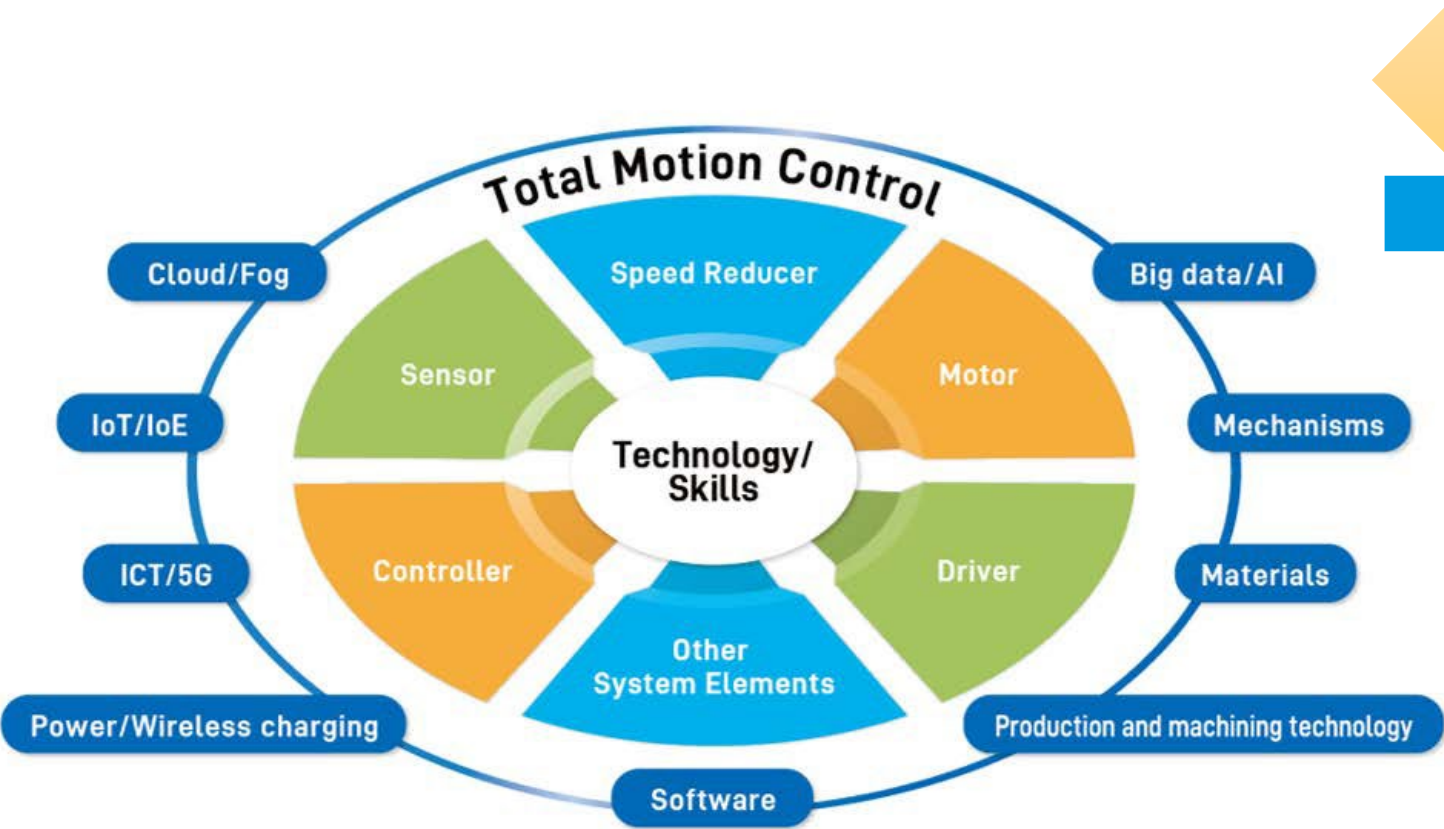 Total Motion Control
Speed Reducer
Cloud/Fog
Big data/AI
Sensor
Motor
IoT/IoE
Mechanisms
Technology/
Skills
ICT/5G
Controller
Driver
Materials
Other
System Elements
Power/Wireless charging
Production and machining technology
Software